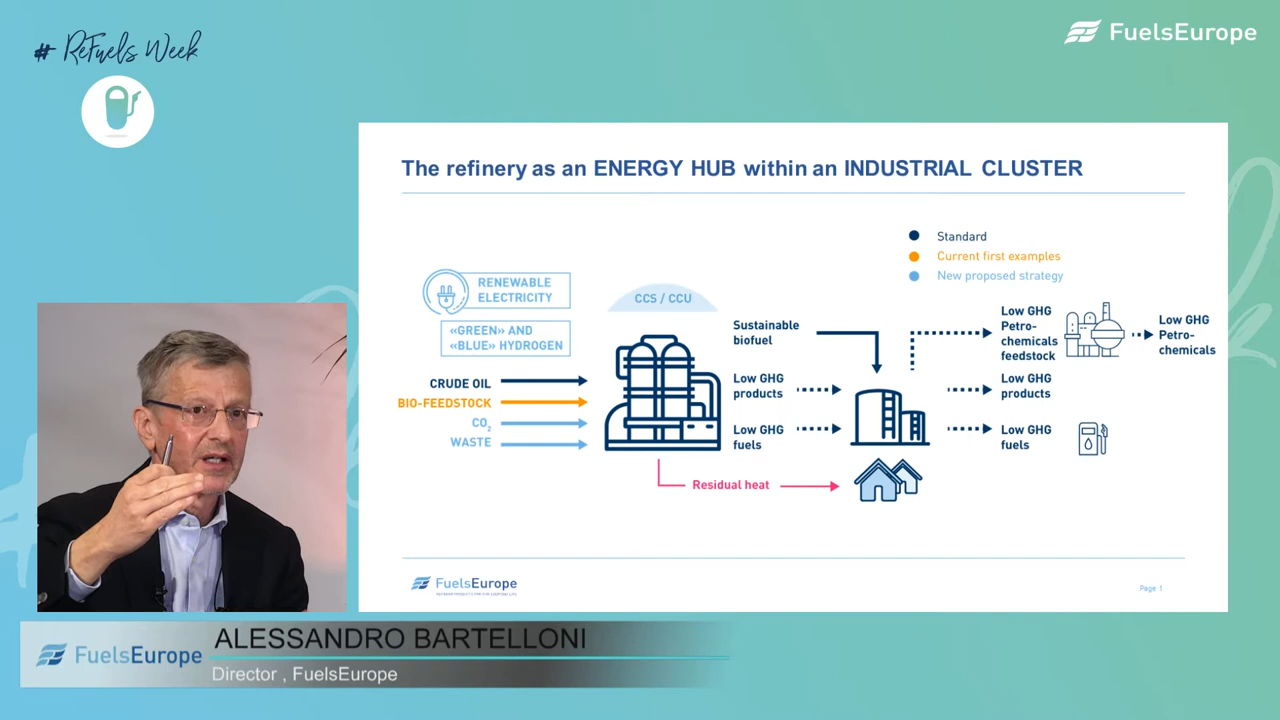 # ReFuels Week
FuelsEurope
The refinery as an ENERGY HUB within an INDUSTRIAL CLUSTER
Standard
Current first examples
New proposed strategy
RENEWABLE
ELECTRICITY
«GREEN» AND
«BLUE» HYDROGEN
CCS / CCU
CRUDE OIL
BIO-FEEDSTOCK
CO₂
WASTE
Sustainable
biofuel
Low GHG
products
Low GHG
fuels
Residual heat
Low GHG
Petro-
chemicals
feedstock
Low GHG
Petro-
chemicals
Low GHG
products
Low GHG
fuels
FuelsEurope
Page 1
FuelsEurope
ALESSANDRO BARTELLONI
Director , FuelsEurope